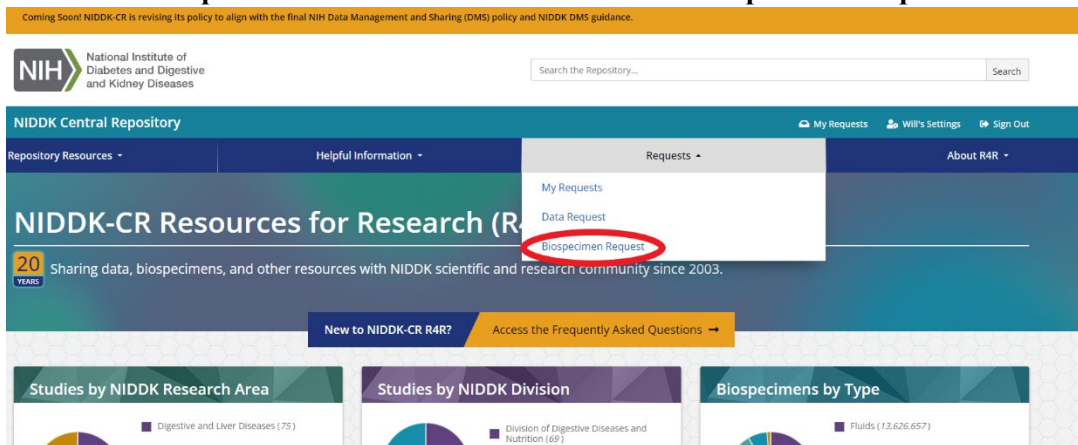 Coming Soon! NIDDK-CR is revising its policy to align with the final NIH Data Management and Sharing (DMS) policy and NIDDK DMS guidance.
NIH
National Institute of
Diabetes and Digestive
and Kidney Diseases
Search the Repository...
Search
NIDDK Central Repository
My Requests
Will's Settings
Sign Out
Repository Resources
Helpful Information
Requests
About R4R
My Requests
Data Request
Biospecimen Request
NIDDK-CR Resources for Research (R
20
YEARS
Sharing data, biospecimens, and other resources with NIDDK scientific and research community since 2003.
New to NIDDK-CR R4R?
Access the Frequently Asked Questions →
Studies by NIDDK Research Area
Digestive and Liver Diseases (75)
Studies by NIDDK Division
Division of Digestive Diseases and
Nutrition (69)
Biospecimens by Type
Fluids (13,626,657)